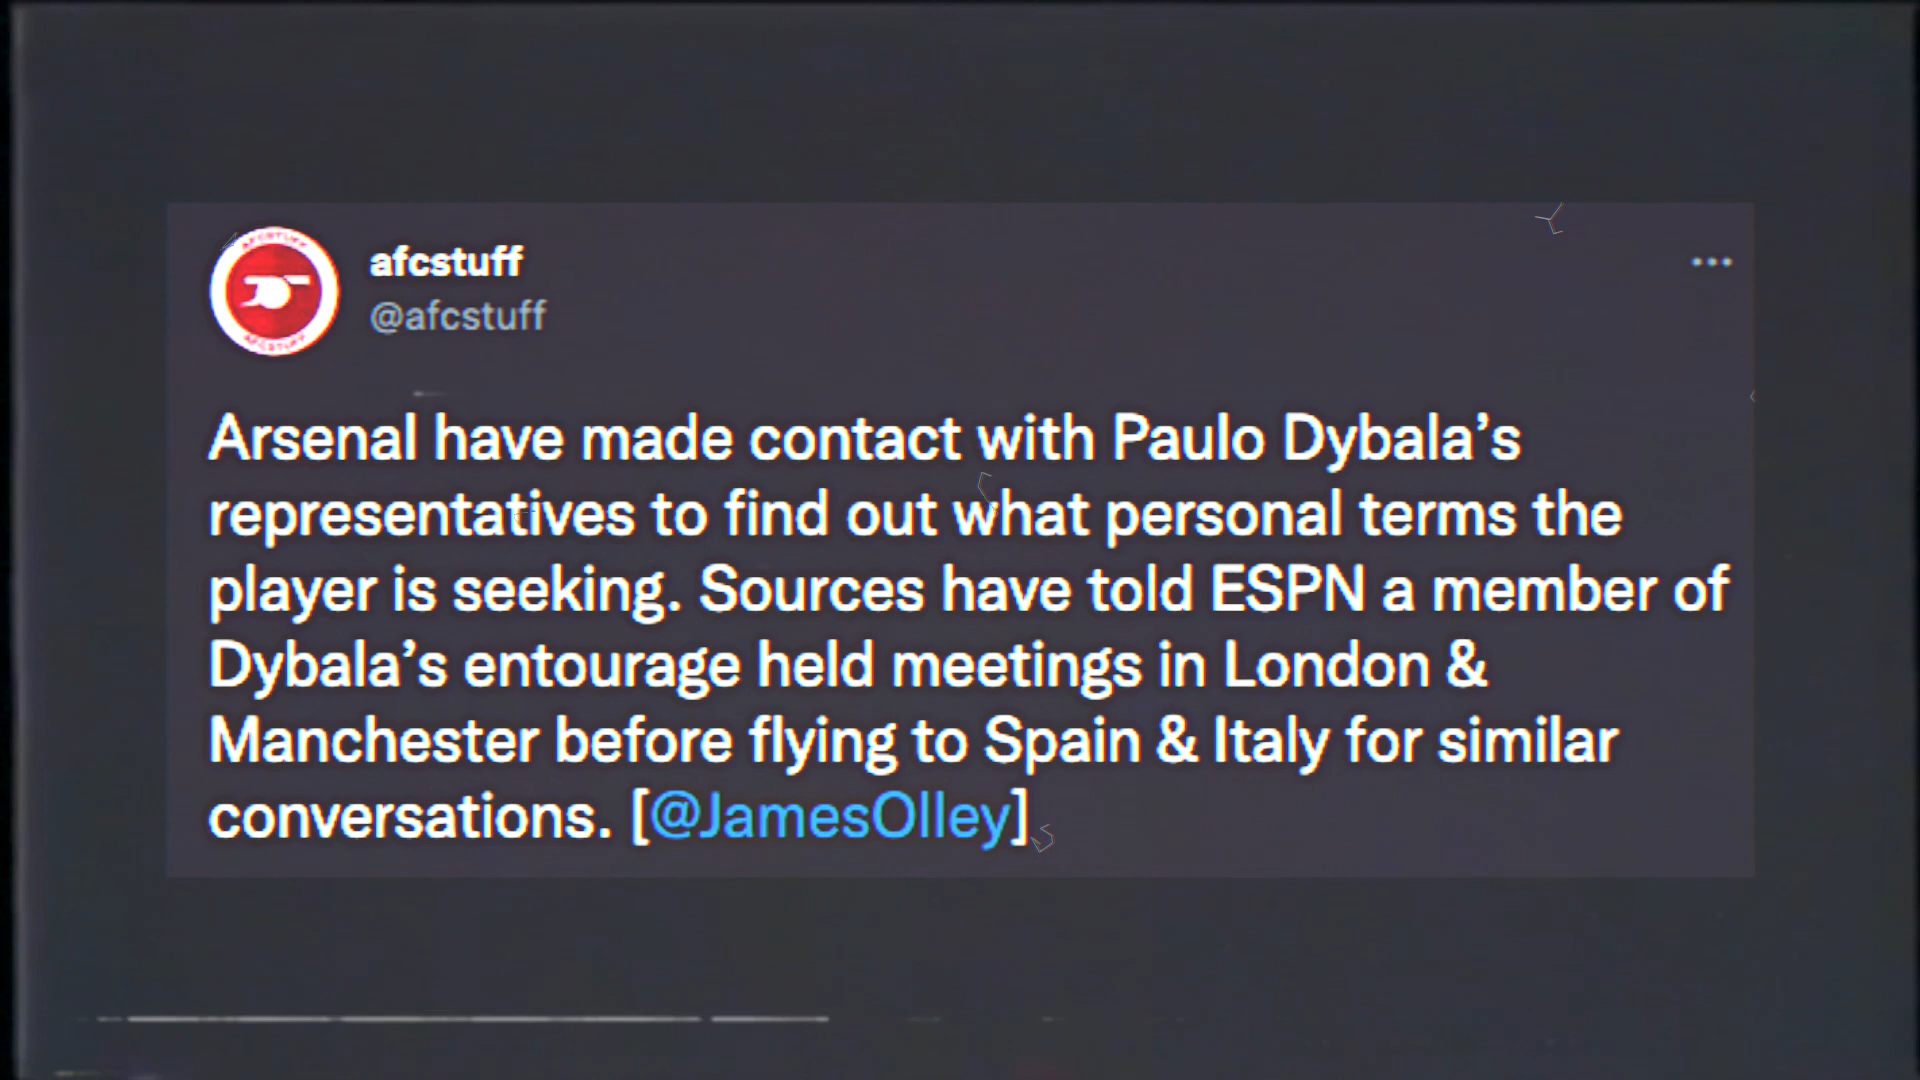 AFCSTUFF
afcstuff
@afcstuff
AFCSTUFF
Arsenal have made contact with Paulo Dybala’s
representatives to find out what personal terms the
player is seeking. Sources have told ESPN a member of
Dybala’s entourage held meetings in London &
Manchester before flying to Spain & Italy for similar
conversations. [@JamesOlley]